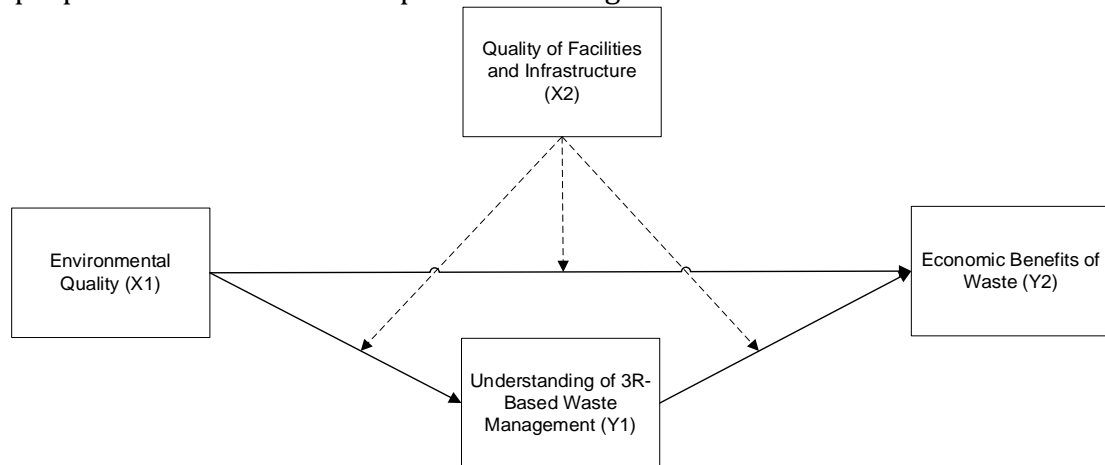 Quality of Facilities
and Infrastructure
(X2)
Environmental
Quality (X1)
Economic Benefits of
Waste (Y2)
Understanding of 3R-
Based Waste
Management (Y1)